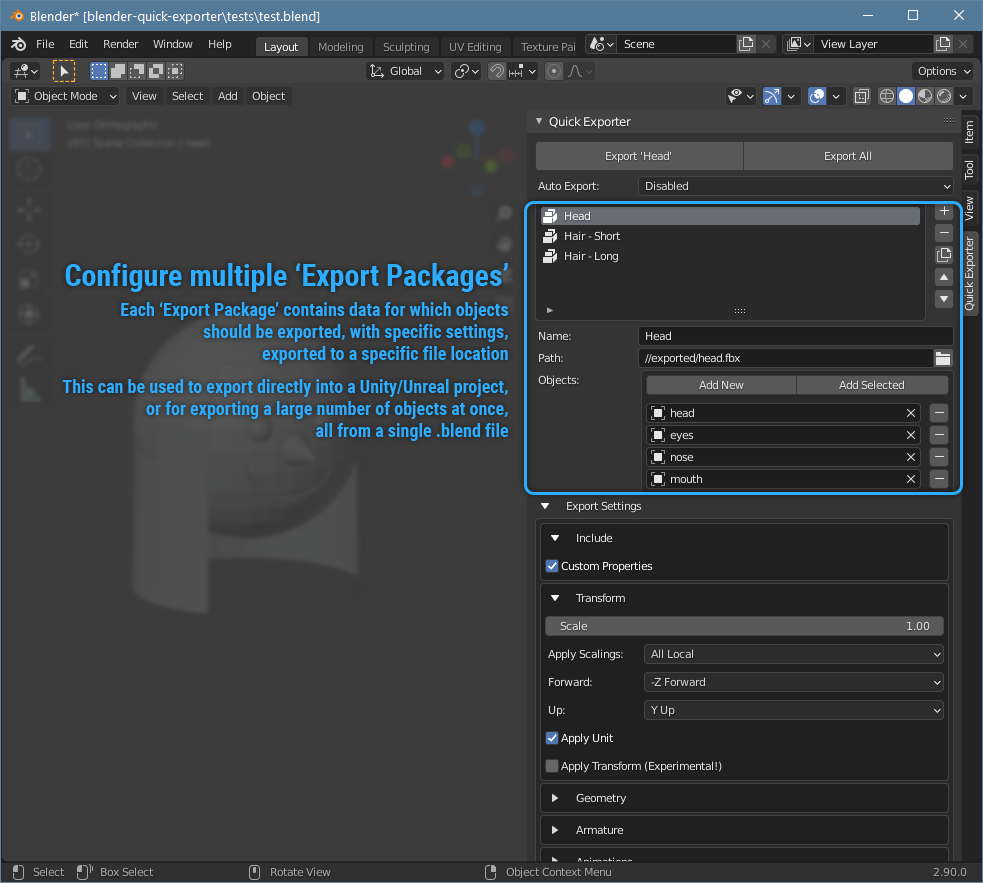 Blender* [blender-quick-exporter\tests\test.blend]
File Edit Render Window Help Layout Modeling Sculpting UV Editing Texture Pai Scene View Layer
Global Options
Object Mode View Select Add Object
User Orthographic
(95) Scene Collection | head
Quick Exporter
Export 'Head' Export All
Auto Export: Disabled
Head
Hair - Short
Hair - Long
Name: Head
Path: //exported/head.fbx
Objects: Add New Add Selected
head
eyes
nose
mouth
Item
Tool
View
Quick Exporter
Configure multiple ‘Export Packages’
Each ‘Export Package’ contains data for which objects
should be exported, with specific settings,
exported to a specific file location
This can be used to export directly into a Unity/Unreal project,
or for exporting a large number of objects at once,
all from a single .blend file
Export Settings
Include
Custom Properties
Transform
Scale 1.00
Apply Scalings: All Local
Forward: -Z Forward
Up: Y Up
Apply Unit
Apply Transform (Experimental!)
Geometry
Armature
Animations
Select Box Select Rotate View Object Context Menu 2.90.0